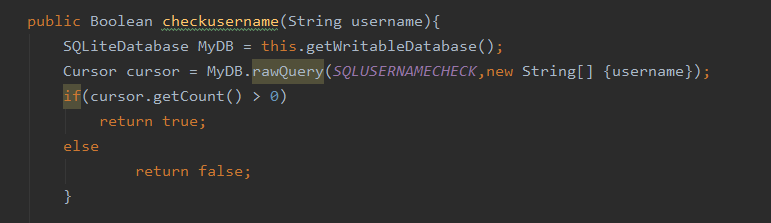 public Boolean checkusername(String username){
SQLiteDatabase MyDB = this.getWritableDatabase();
Cursor cursor = MyDB.rawQuery(SQLUSERNAMECHECK,new String[] {username});
if(cursor.getCount() > 0)
return true;
else
return false;
}